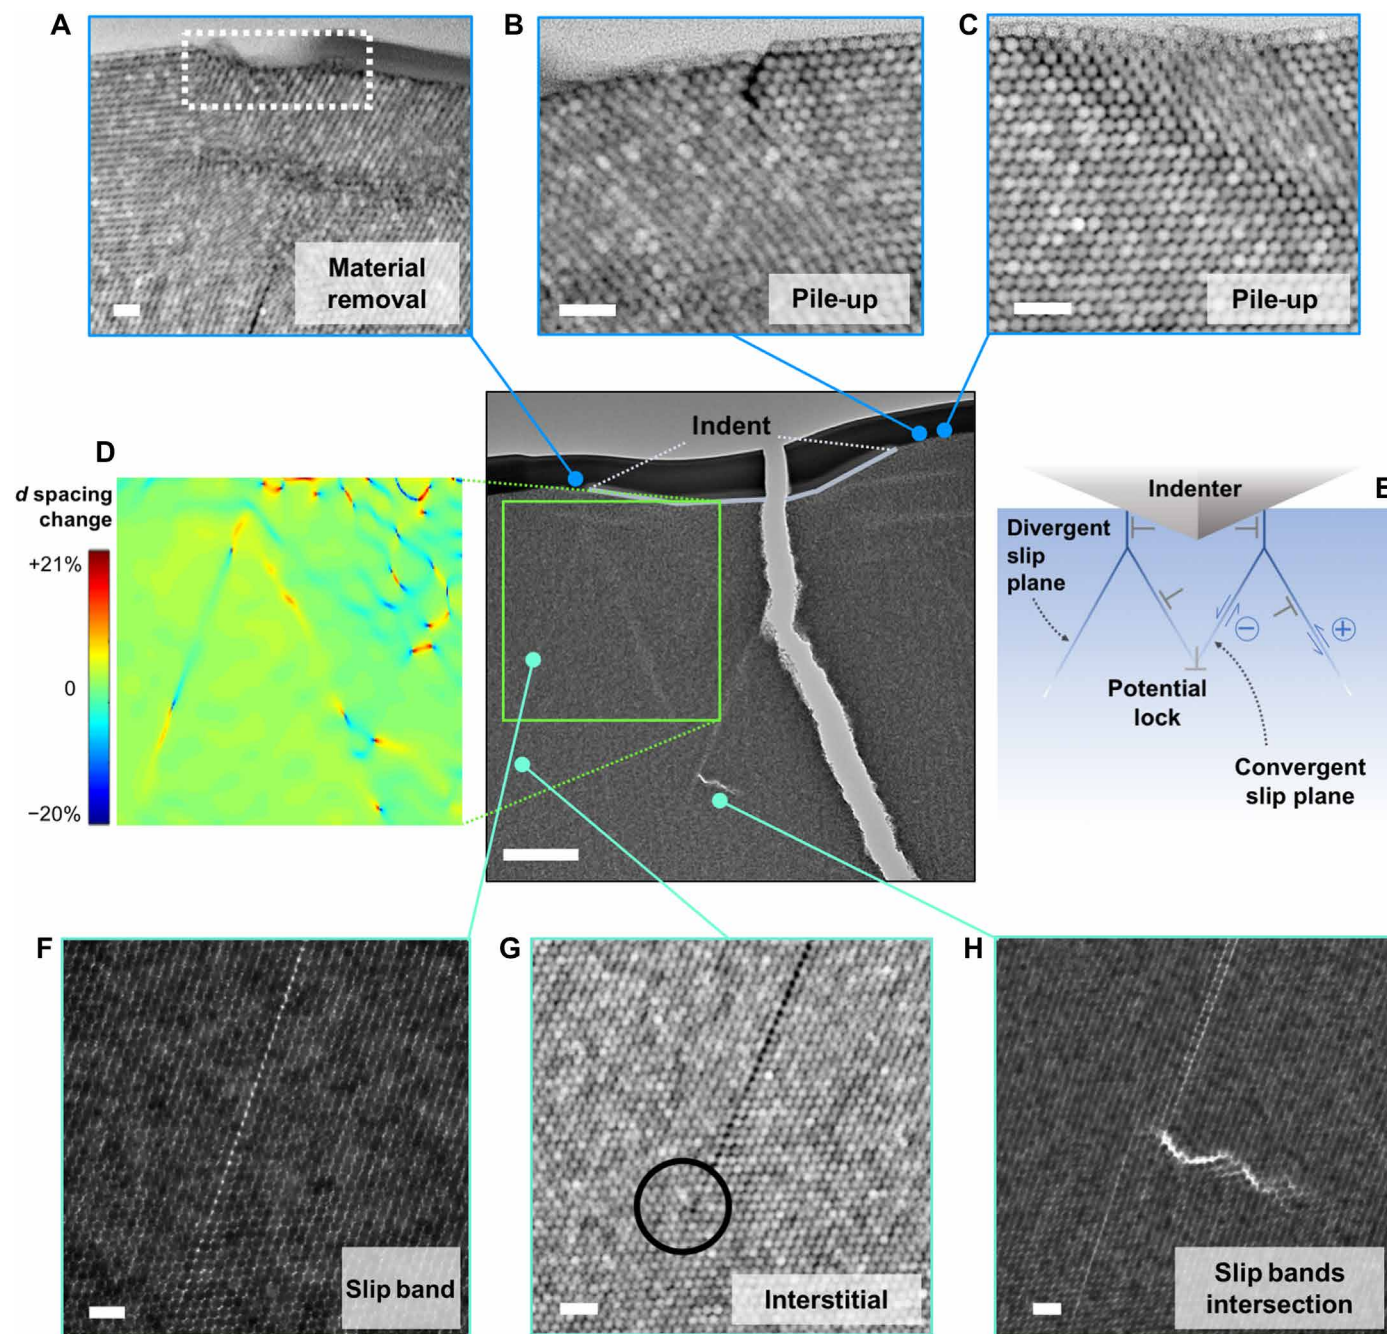 A
B
C
Material
removal
Pile-up
Pile-up
D
d spacing
change
+21%
0
−20%
Indent
E
Indenter
Divergent
slip
plane
−
+
Potential
lock
Convergent
slip plane
F
G
H
Slip band
Interstitial
Slip bands
intersection